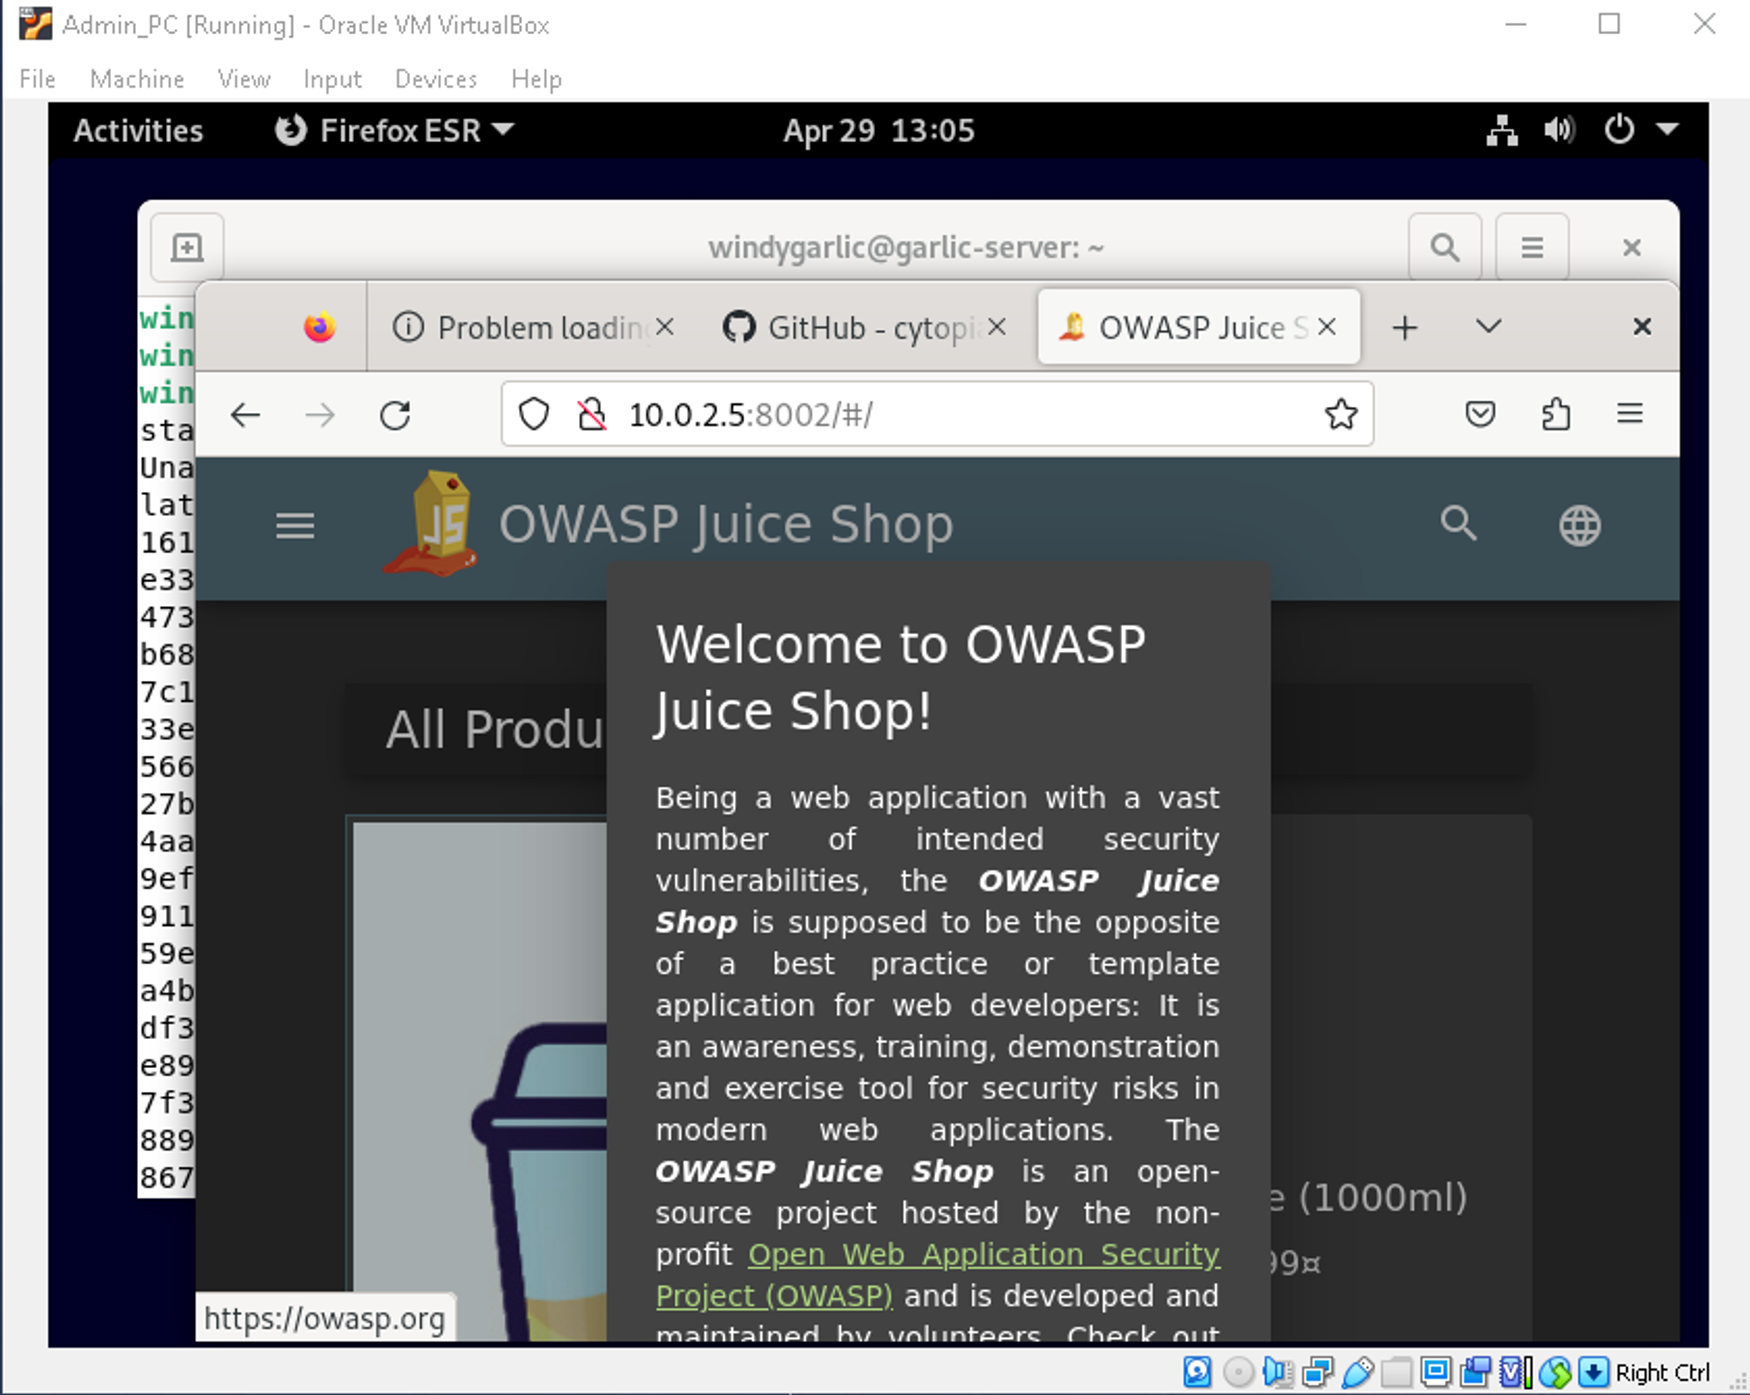 Admin_PC [Running] - Oracle VM VirtualBox
File Machine View Input Devices Help
Activities Firefox ESR Apr 29 13:05
windygarlic@garlic-server: ~
win
win
win
sta
Una
lat
161
e33
473
b68
7c1
33e
566
27b
4aa
9ef
911
59e
a4b
df3
e89
7f3
889
867
Problem loading GitHub - cytopi OWASP Juice S
10.0.2.5:8002/#/
JS
OWASP Juice Shop
All Produ
Welcome to OWASP
Juice Shop!
Being a web application with a vast
number of intended security
vulnerabilities, the OWASP Juice
Shop is supposed to be the opposite
of a best practice or template
application for web developers: It is
an awareness, training, demonstration
and exercise tool for security risks in
modern web applications. The
OWASP Juice Shop is an open-
source project hosted by the non-
profit Open Web Application Security
Project (OWASP) and is developed and
maintained by volunteers. Check out
e (1000ml)
99¤
https://owasp.org
Right Ctrl